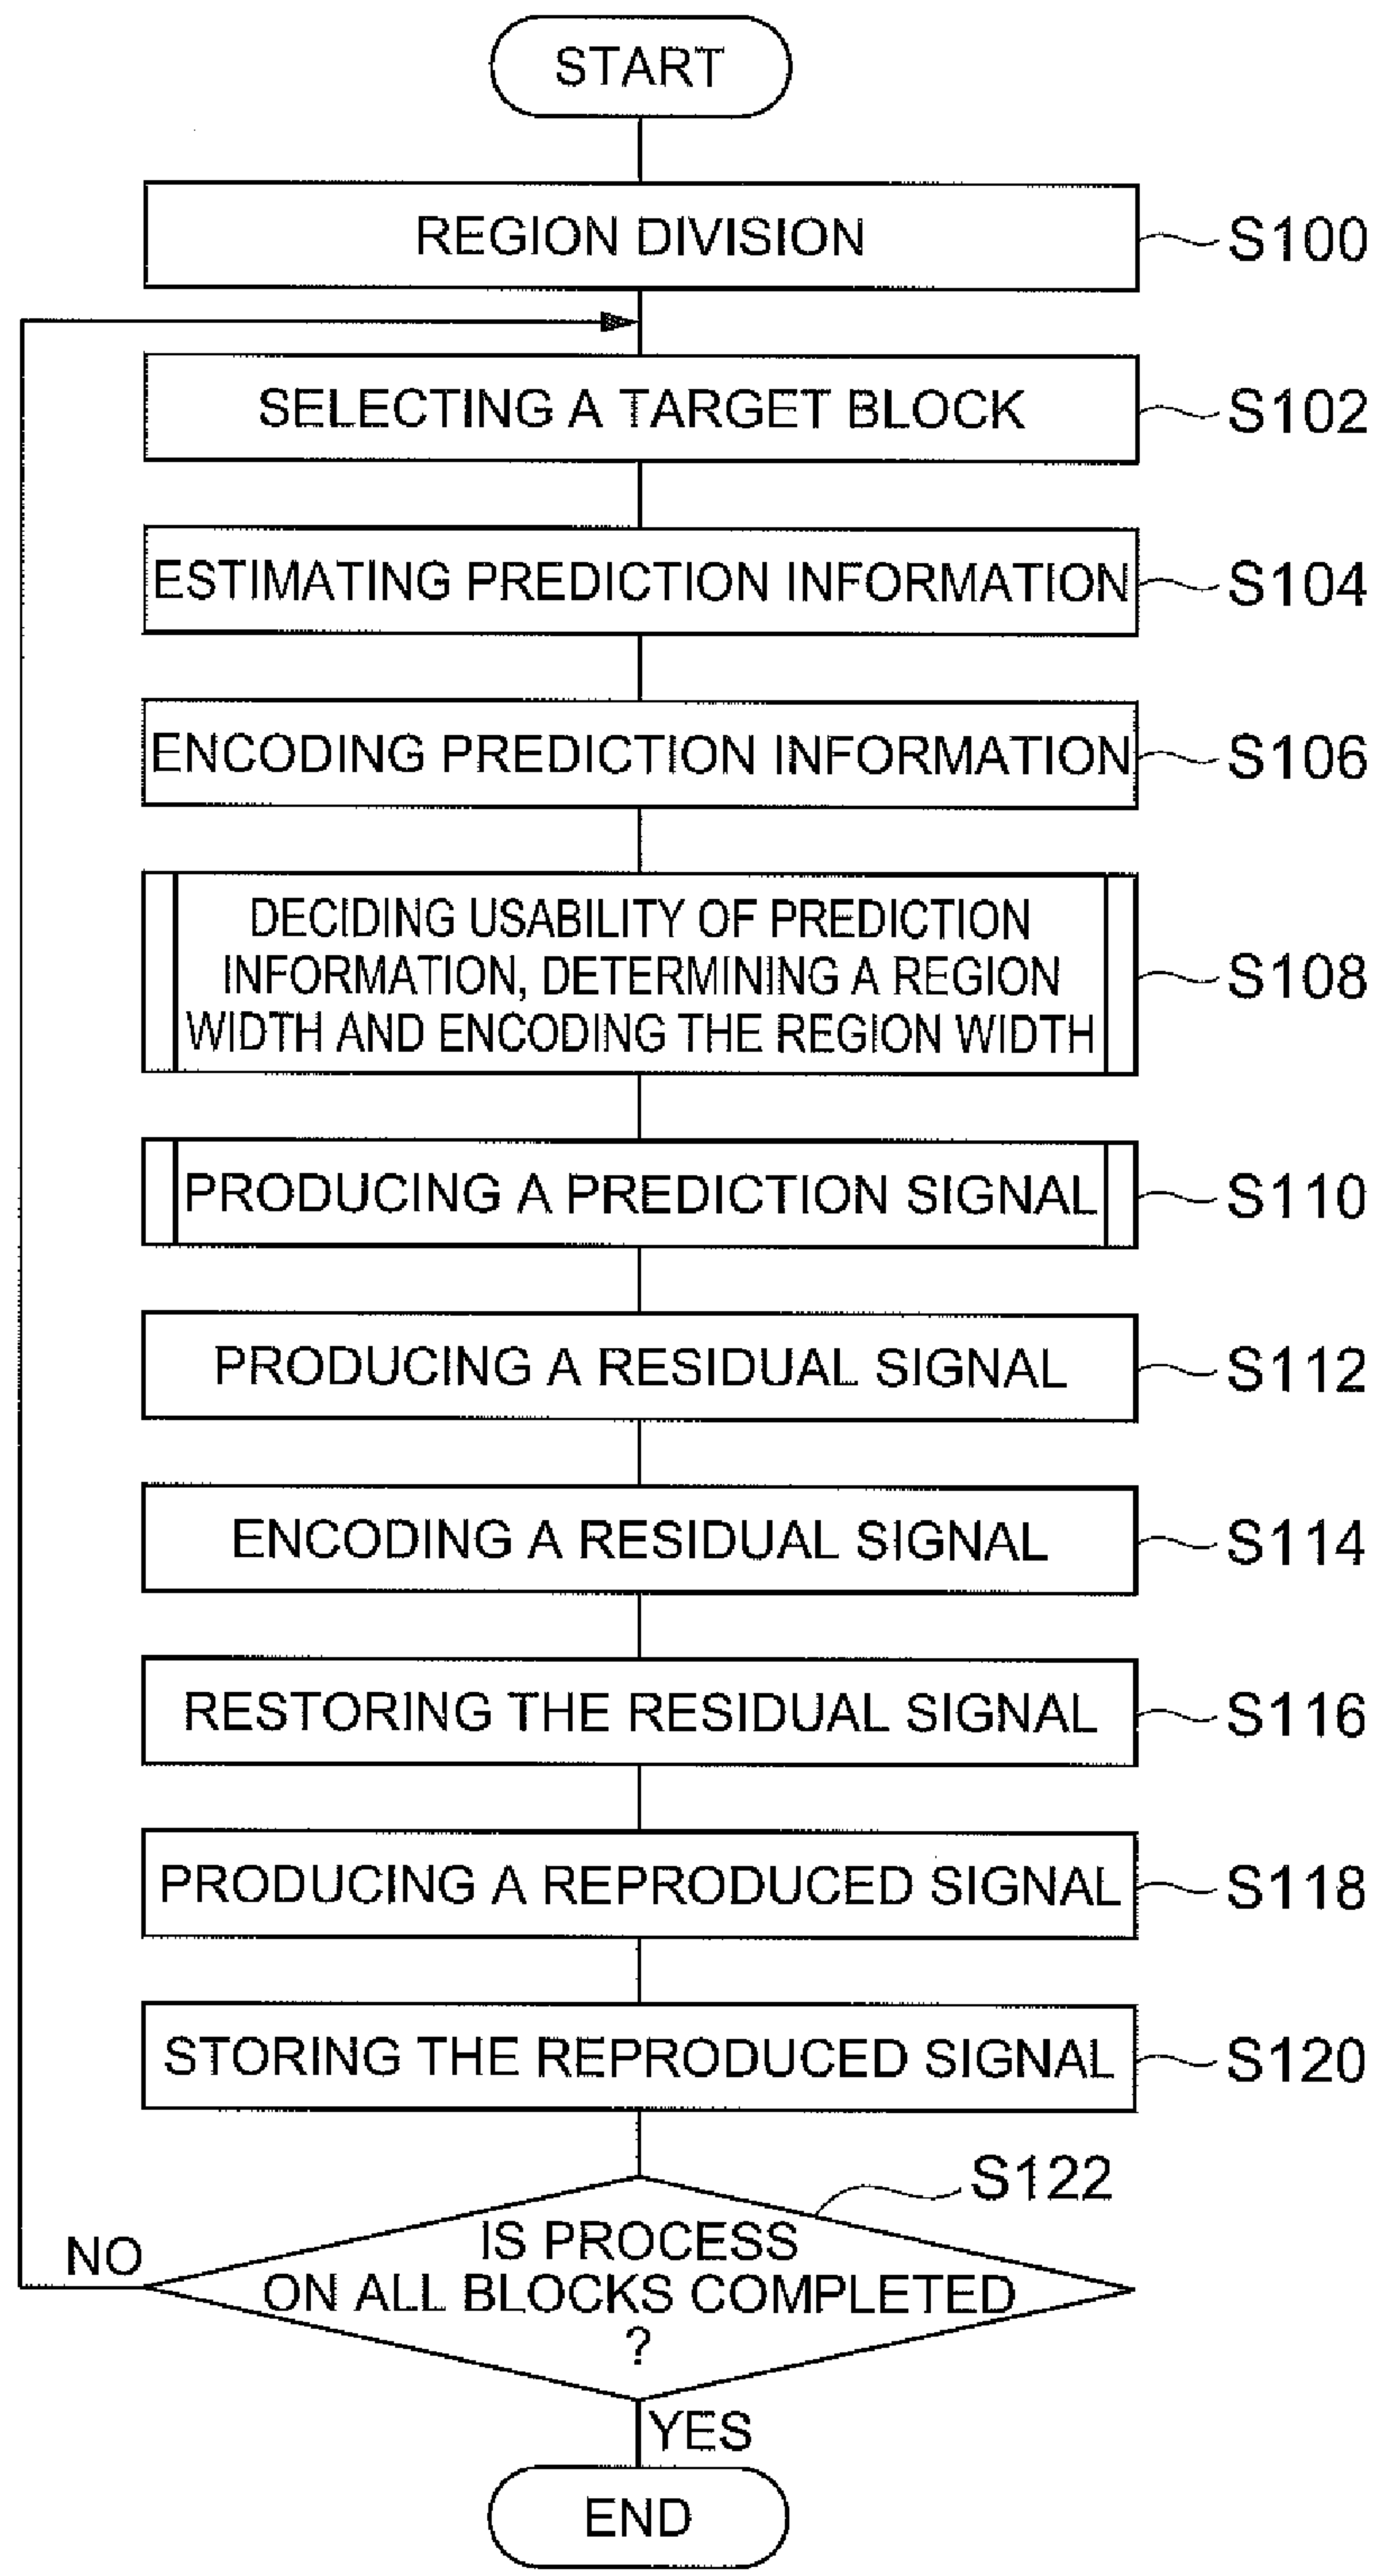 START
REGION DIVISION
S100
SELECTING A TARGET BLOCK
S102
ESTIMATING PREDICTION INFORMATION
S104
ENCODING PREDICTION INFORMATION
S106
DECIDING USABILITY OF PREDICTION
INFORMATION, DETERMINING A REGION
WIDTH AND ENCODING THE REGION WIDTH
S108
PRODUCING A PREDICTION SIGNAL
S110
PRODUCING A RESIDUAL SIGNAL
S112
ENCODING A RESIDUAL SIGNAL
S114
RESTORING THE RESIDUAL SIGNAL
S116
PRODUCING A REPRODUCED SIGNAL
S118
STORING THE REPRODUCED SIGNAL
S120
S122
IS PROCESS
ON ALL BLOCKS COMPLETED
?
NO
YES
END